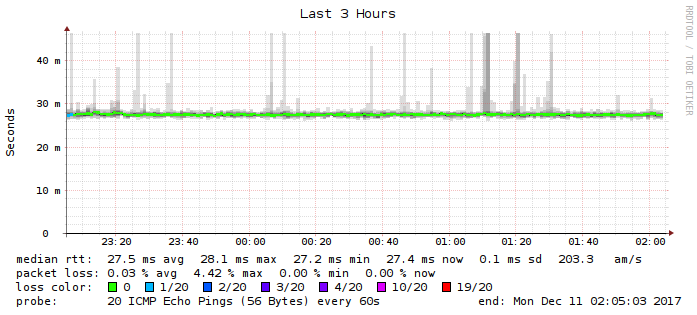 Last 3 Hours
RRDTOOL / TOBI OETIKER
Seconds
40 m
30 m
20 m
10 m
0
23:20 23:40 00:00 00:20 00:40 01:00 01:20 01:40 02:00
median rtt: 27.5 ms avg 28.1 ms max 27.2 ms min 27.4 ms now 0.1 ms sd 203.3 am/s
packet loss: 0.03 % avg 4.42 % max 0.00 % min 0.00 % now
loss color: 0 1/20 2/20 3/20 4/20 10/20 19/20
probe: 20 ICMP Echo Pings (56 Bytes) every 60s end: Mon Dec 11 02:05:03 2017